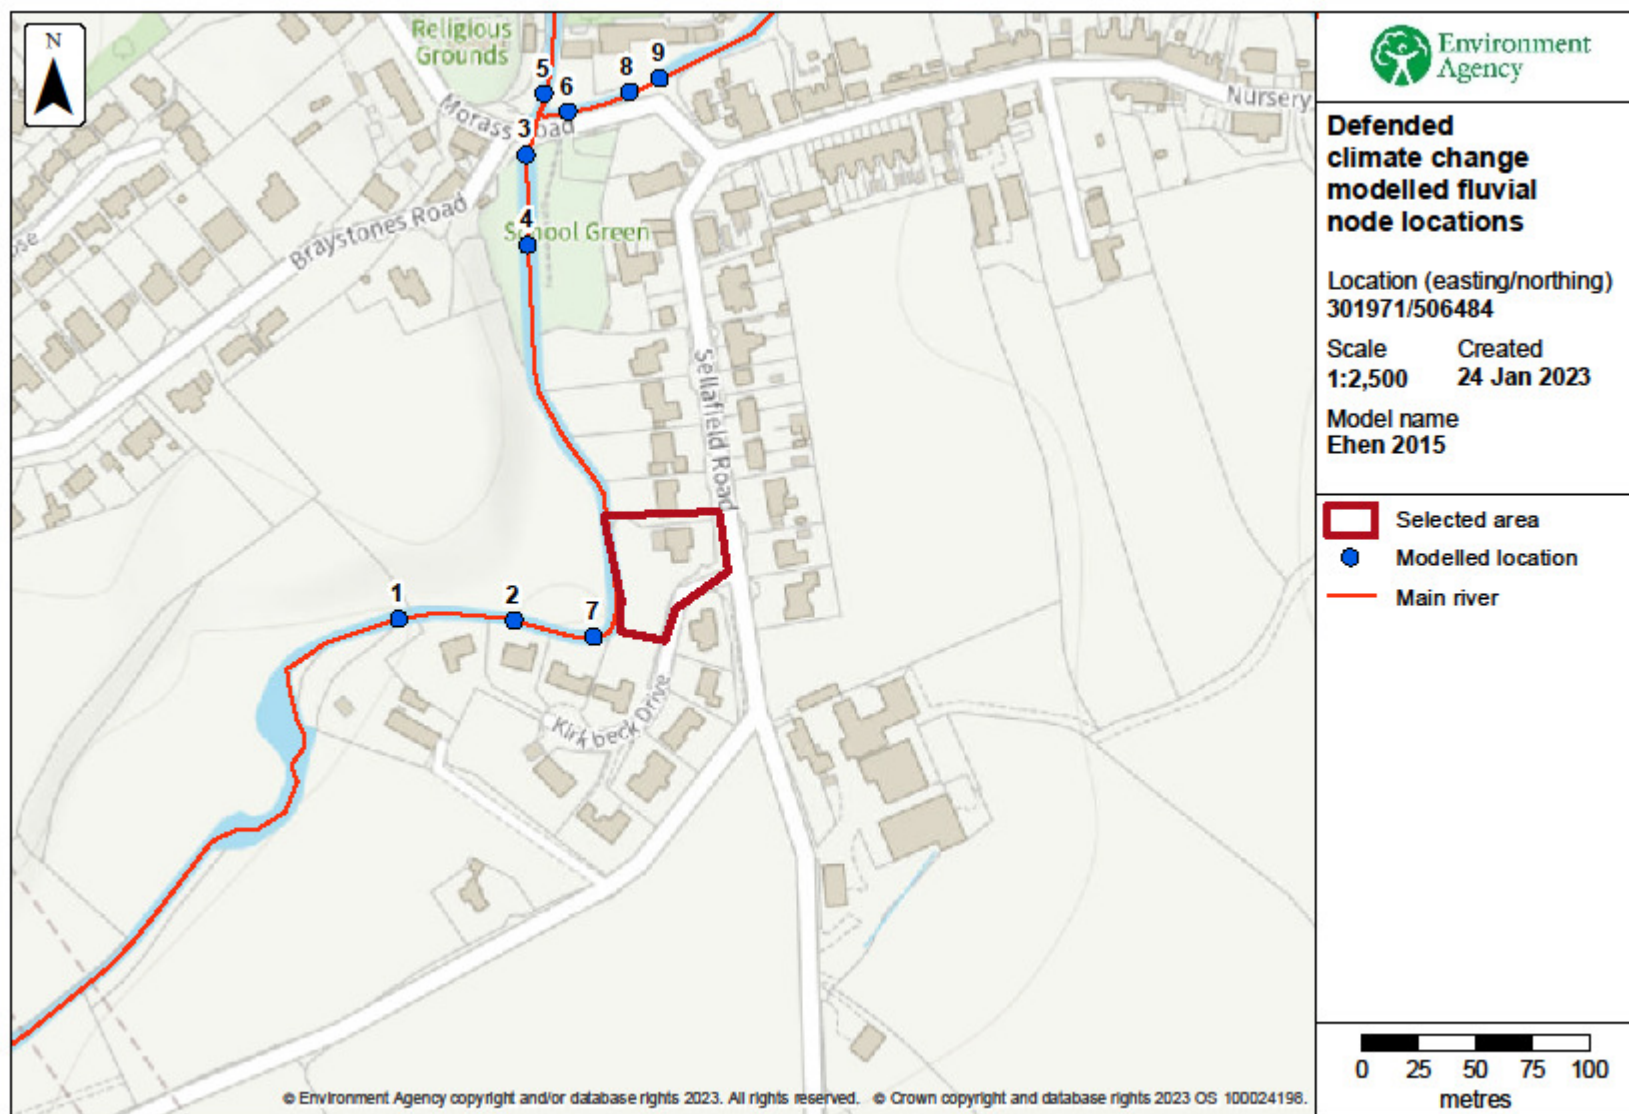 N
Religious
Grounds
5
6
8
9
Morass Road
3
Nursery
Braystones Road
4
School Green
Sellafield Road
1
2
7
Kirkbeck Drive
© Environment Agency copyright and/or database rights 2023. All rights reserved. © Crown copyright and database rights 2023 OS 100024198.
Environment
Agency
Defended
climate change
modelled fluvial
node locations
Location (easting/northing)
301971/506484
Scale Created
1:2,500 24 Jan 2023
Model name
Ehen 2015
Selected area
Modelled location
Main river
0 25 50 75 100
metres